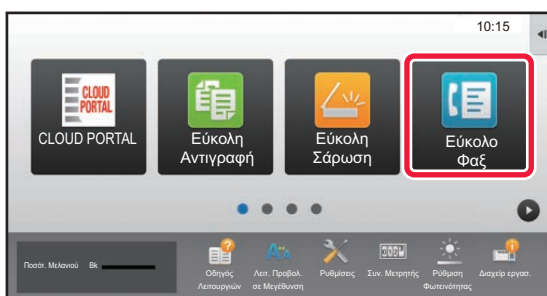 10:15
CLOUD
PORTAL
CLOUD PORTAL
Εύκολη
Αντιγραφή
Εύκολη
Σάρωση
Εύκολο
Φαξ
Ποσότ. Μελανιού Bk
Οδηγός
Λειτουργιών
Λειτ. Προβολ.
σε Μεγέθυνση
Ρυθμίσεις
Συν. Μετρητής
Ρύθμιση
Φωτεινότητας
Διαχείρ εργασ.